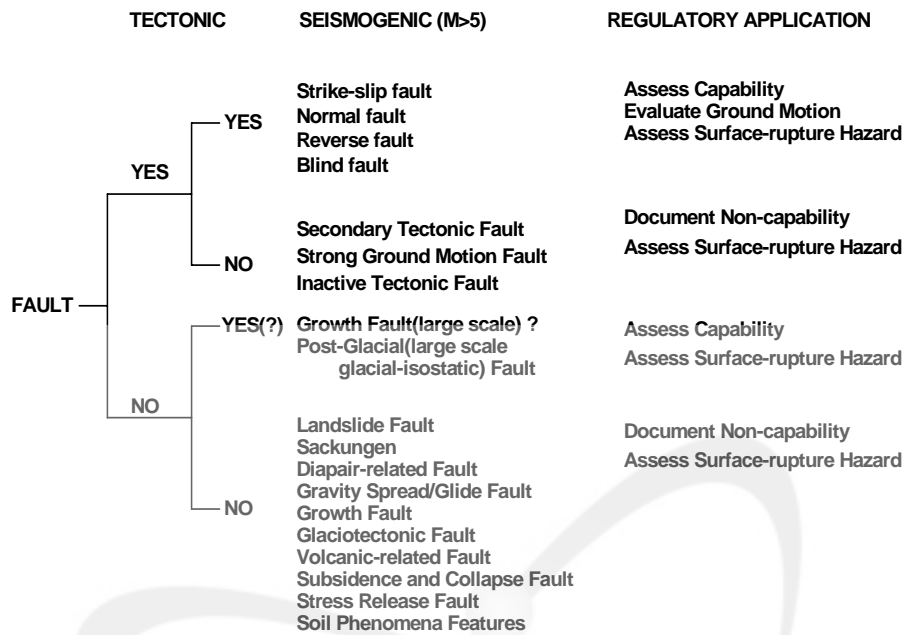 TECTONIC SEISMOGENIC (M>5) REGULATORY APPLICATION
Strike-slip fault
Normal fault
Reverse fault
Blind fault
Assess Capability
Evaluate Ground Motion
Assess Surface-rupture Hazard
YES
YES
Secondary Tectonic Fault
Strong Ground Motion Fault
Inactive Tectonic Fault
Document Non-capability
Assess Surface-rupture Hazard
NO
FAULT
YES(?)
Growth Fault(large scale) ?
Post-Glacial(large scale
glacial-isostatic) Fault
Assess Capability
Assess Surface-rupture Hazard
NO
Landslide Fault
Sackungen
Diapair-related Fault
Gravity Spread/Glide Fault
Growth Fault
Glaciotectonic Fault
Volcanic-related Fault
Subsidence and Collapse Fault
Stress Release Fault
Soil Phenomena Features
Document Non-capability
Assess Surface-rupture Hazard
NO